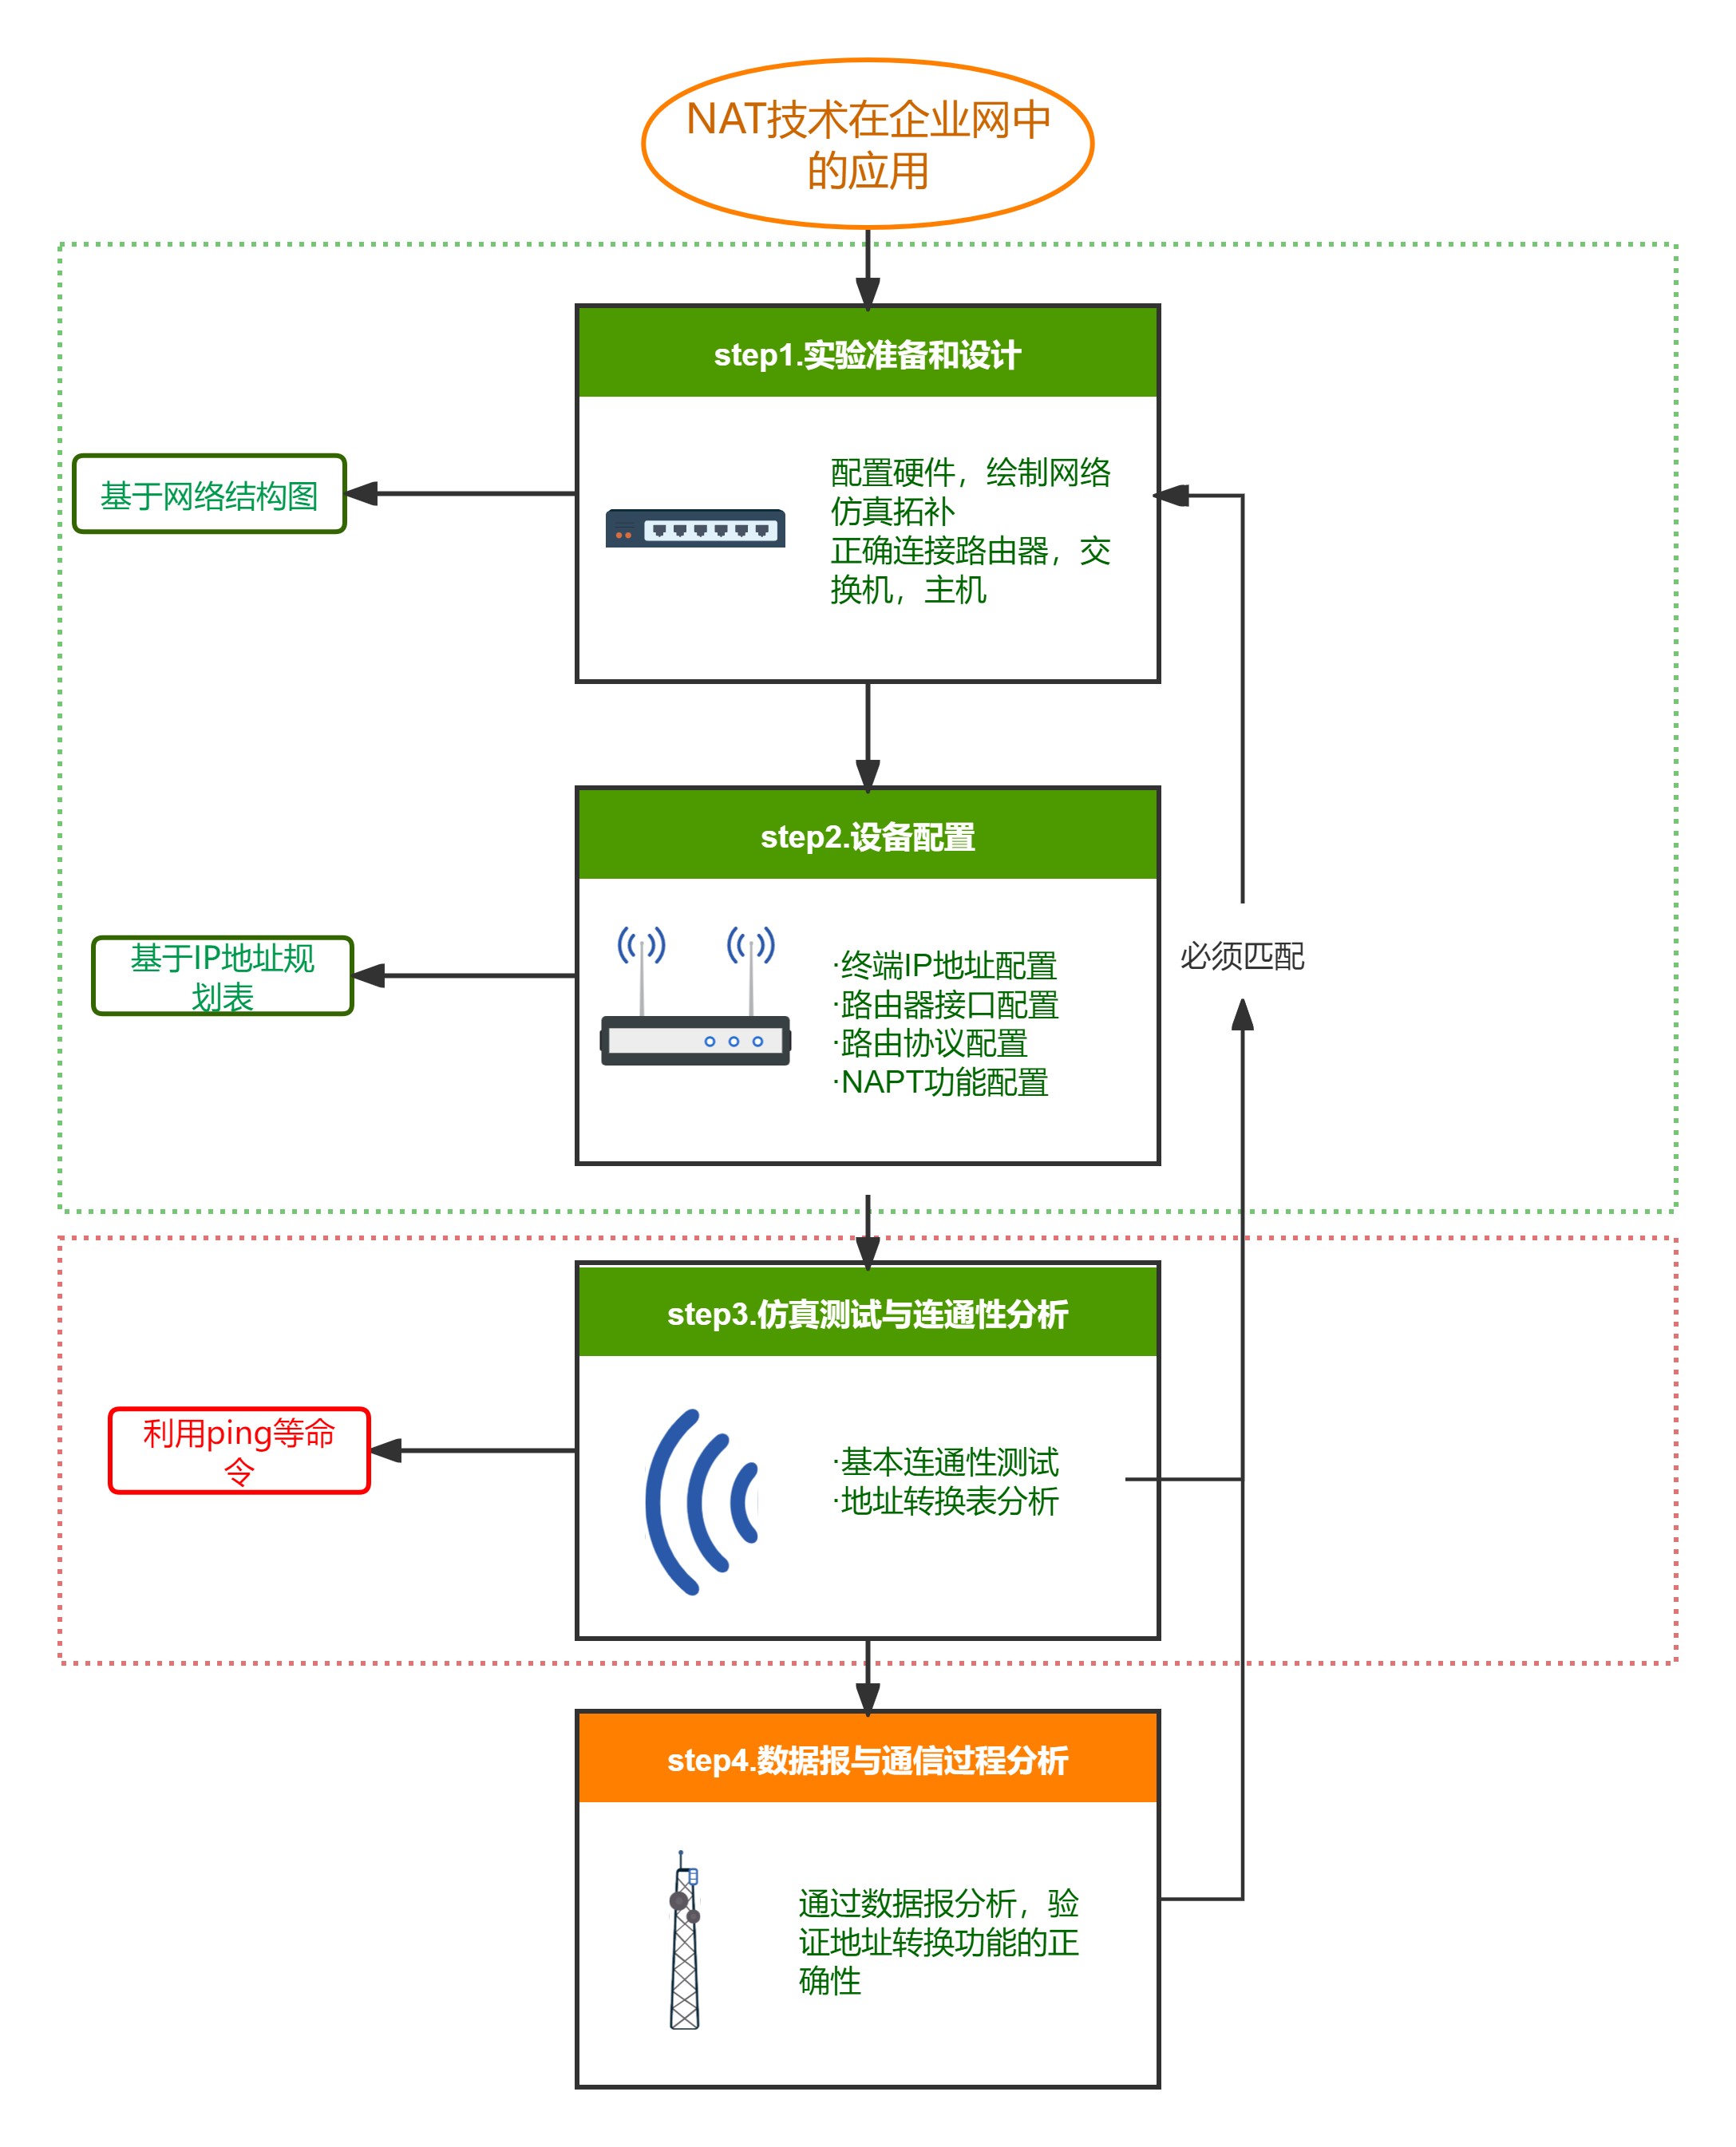 NAT技术在企业网中
的应用
step1.实验准备和设计
基于网络结构图
配置硬件，绘制网络
仿真拓补
正确连接路由器，交
换机，主机
step2.设备配置
基于IP地址规
划表
·终端IP地址配置
·路由器接口配置
·路由协议配置
·NAPT功能配置
必须匹配
step3.仿真测试与连通性分析
利用ping等命
令
·基本连通性测试
·地址转换表分析
step4.数据报与通信过程分析
通过数据报分析，验
证地址转换功能的正
确性